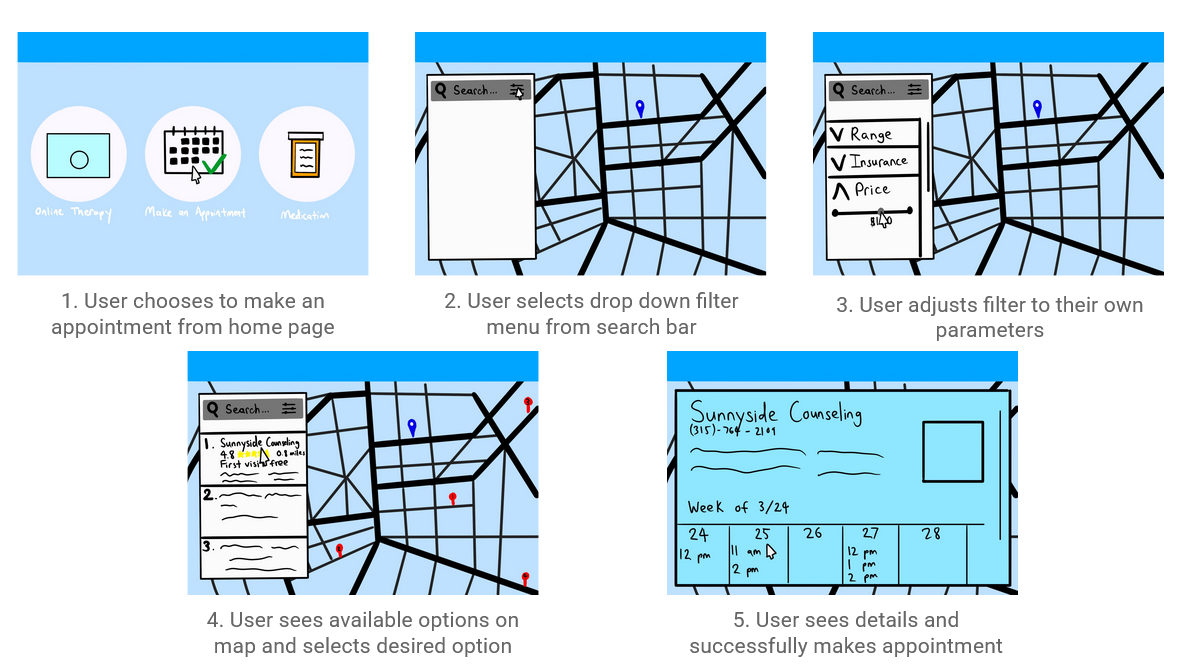 Online Therapy
Make an Appointment
Medication
1. User chooses to make an
appointment from home page
Search...
2. User selects drop down filter
menu from search bar
Search...
Range
Insurance
Price
3. User adjusts filter to their own
parameters
Search...
1. Sunnyside Counseling
4.8 0.8 miles
First visit free
2.
3.
4. User sees available options on
map and selects desired option
Sunnyside Counseling
(315)-764-2101
Week of 3/24
24 25 26 27 28
12 pm 11 am 12 pm
2 pm 1 pm
2 pm
5. User sees details and
successfully makes appointment